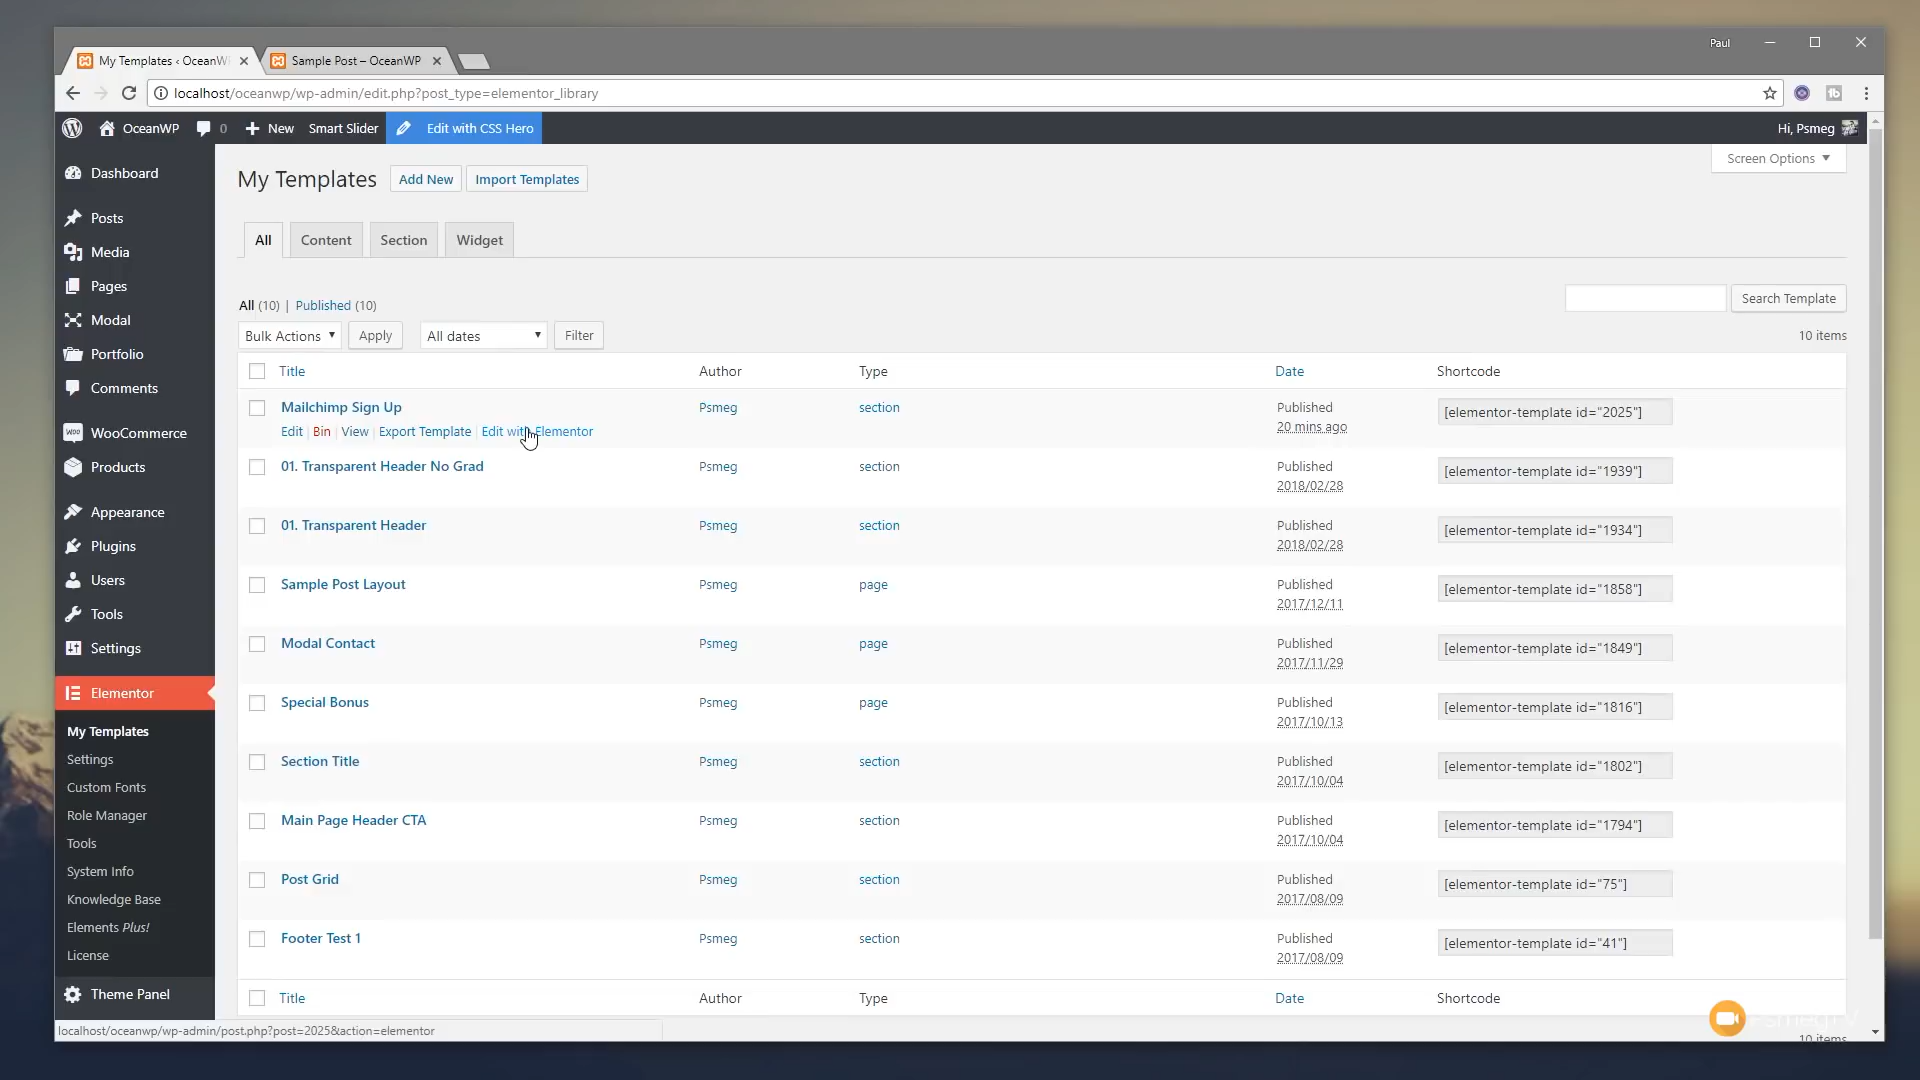 Paul
My Templates ‹ OceanW
Sample Post – OceanWP
localhost/oceanwp/wp-admin/edit.php?post_type=elementor_library
OceanWP 0 New Smart Slider Edit with CSS Hero Hi, Psmeg
Screen Options
My Templates Add New Import Templates
All Content Section Widget
All (10) | Published (10)
Search Template
Bulk Actions Apply All dates Filter 10 items
Title Author Type Date Shortcode
Mailchimp Sign Up Psmeg section Published 20 mins ago [elementor-template id="2025"]
Edit | Bin | View | Export Template | Edit with Elementor
01. Transparent Header No Grad Psmeg section Published 2018/02/28 [elementor-template id="1939"]
01. Transparent Header Psmeg section Published 2018/02/28 [elementor-template id="1934"]
Sample Post Layout Psmeg page Published 2017/12/11 [elementor-template id="1858"]
Modal Contact Psmeg page Published 2017/11/29 [elementor-template id="1849"]
Special Bonus Psmeg page Published 2017/10/13 [elementor-template id="1816"]
Section Title Psmeg section Published 2017/10/04 [elementor-template id="1802"]
Main Page Header CTA Psmeg section Published 2017/10/04 [elementor-template id="1794"]
Post Grid Psmeg section Published 2017/08/09 [elementor-template id="75"]
Footer Test 1 Psmeg section Published 2017/08/09 [elementor-template id="41"]
Title Author Type Date Shortcode
10 items
Dashboard
Posts
Media
Pages
Modal
Portfolio
Comments
WooCommerce
Products
Appearance
Plugins
Users
Tools
Settings
Elementor
My Templates
Settings
Custom Fonts
Role Manager
Tools
System Info
Knowledge Base
Elements Plus!
License
Theme Panel
localhost/oceanwp/wp-admin/post.php?post=2025&action=elementor